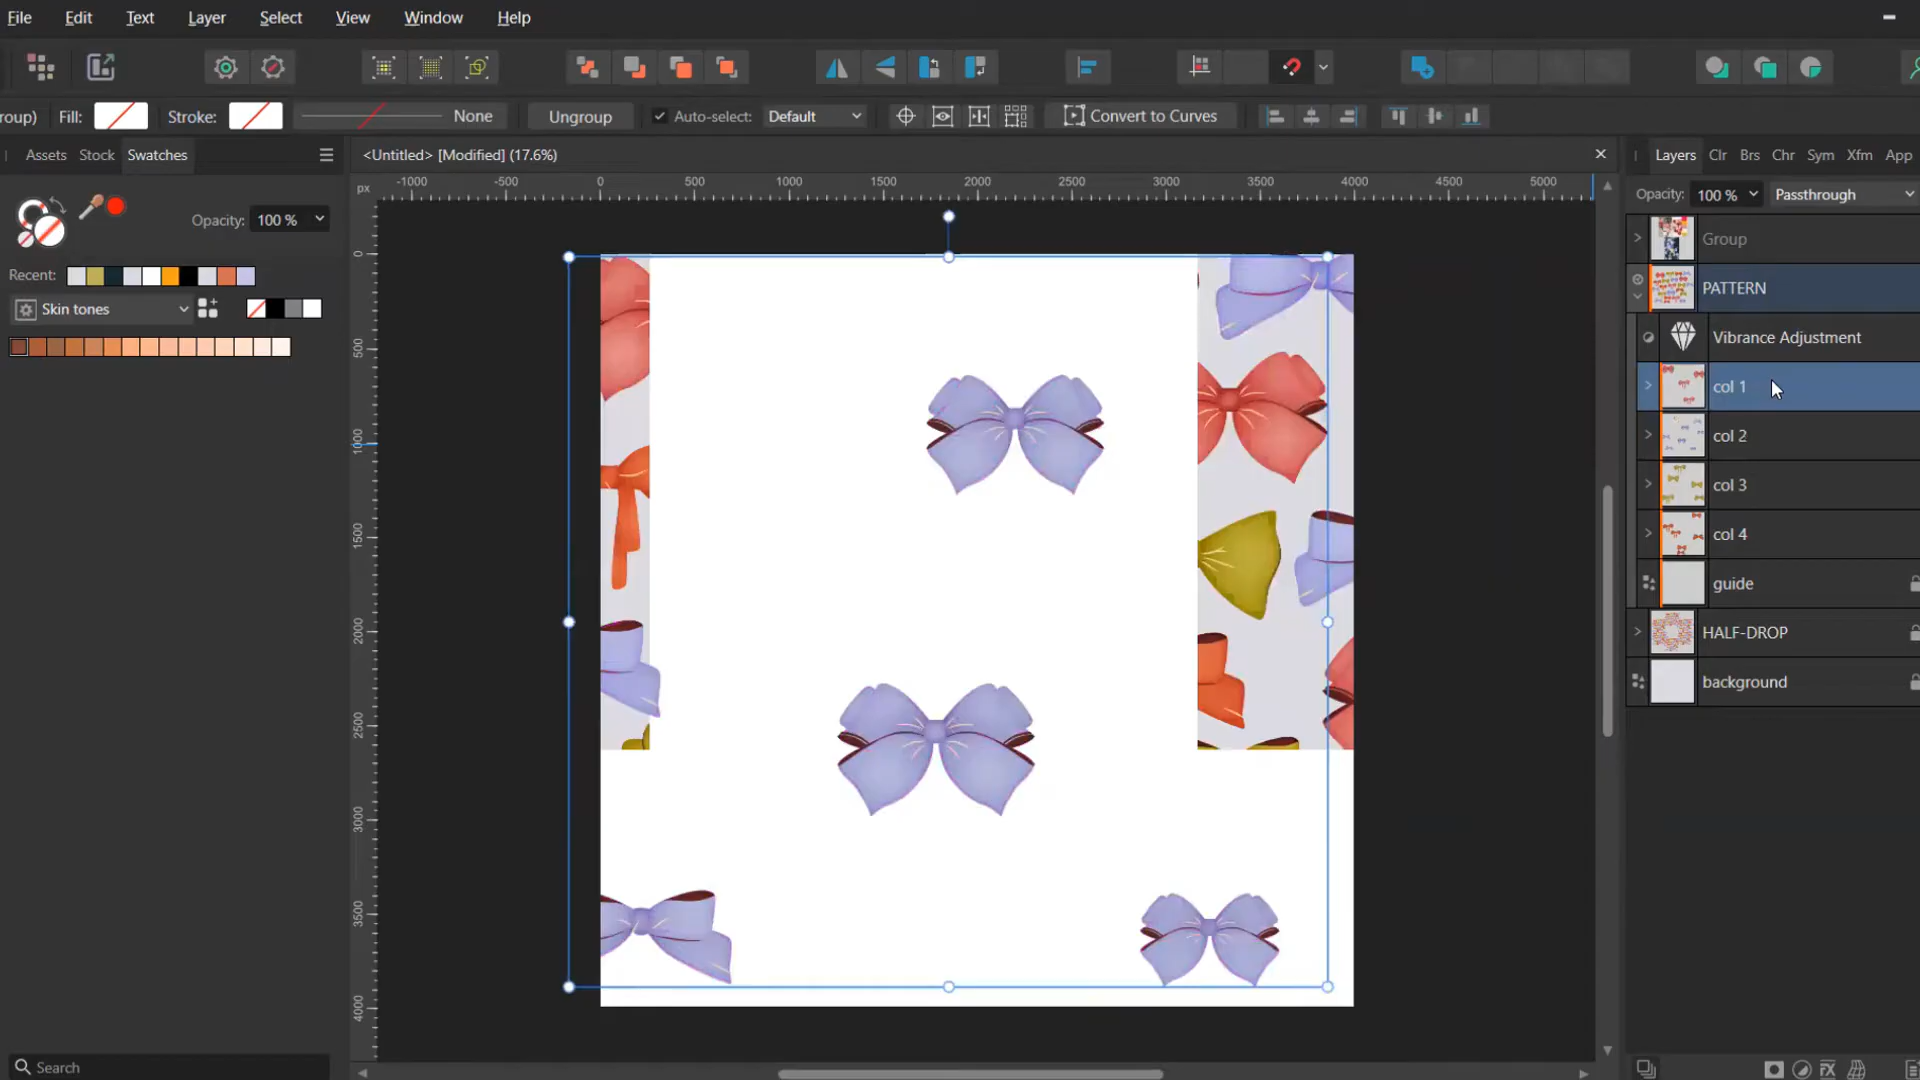 File Edit Text Layer Select View Window Help
roup) Fill: Stroke: None Ungroup Auto-select: Default Convert to Curves
Assets Stock Swatches
<Untitled> [Modified] (17.6%)
Layers Clr Brs Chr Sym Xfm App
px -1000 -500 0 500 1000 1500 2000 2500 3000 3500 4000 4500 5000
Opacity: 100 % Passthrough
Opacity: 100 %
Group
0
Recent:
PATTERN
Skin tones
Vibrance Adjustment
500
col 1
1000
col 2
col 3
1500
col 4
guide
2000
HALF-DROP
background
2500
3000
3500
4000
Search
FX